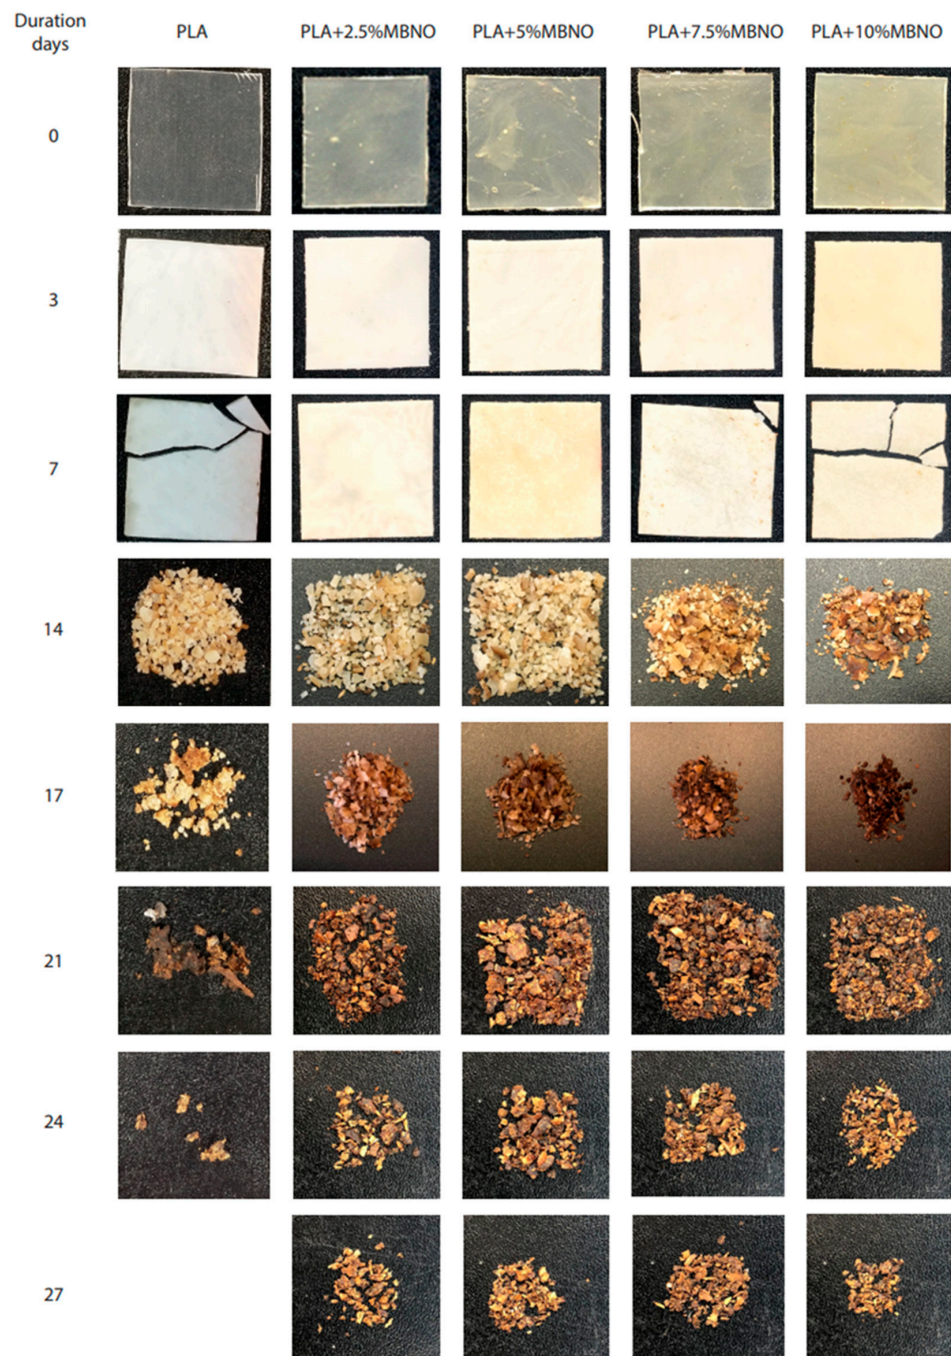 Duration
days
PLA
PLA+2.5%MBNO
PLA+5%MBNO
PLA+7.5%MBNO
PLA+10%MBNO
0
3
7
14
17
21
24
27